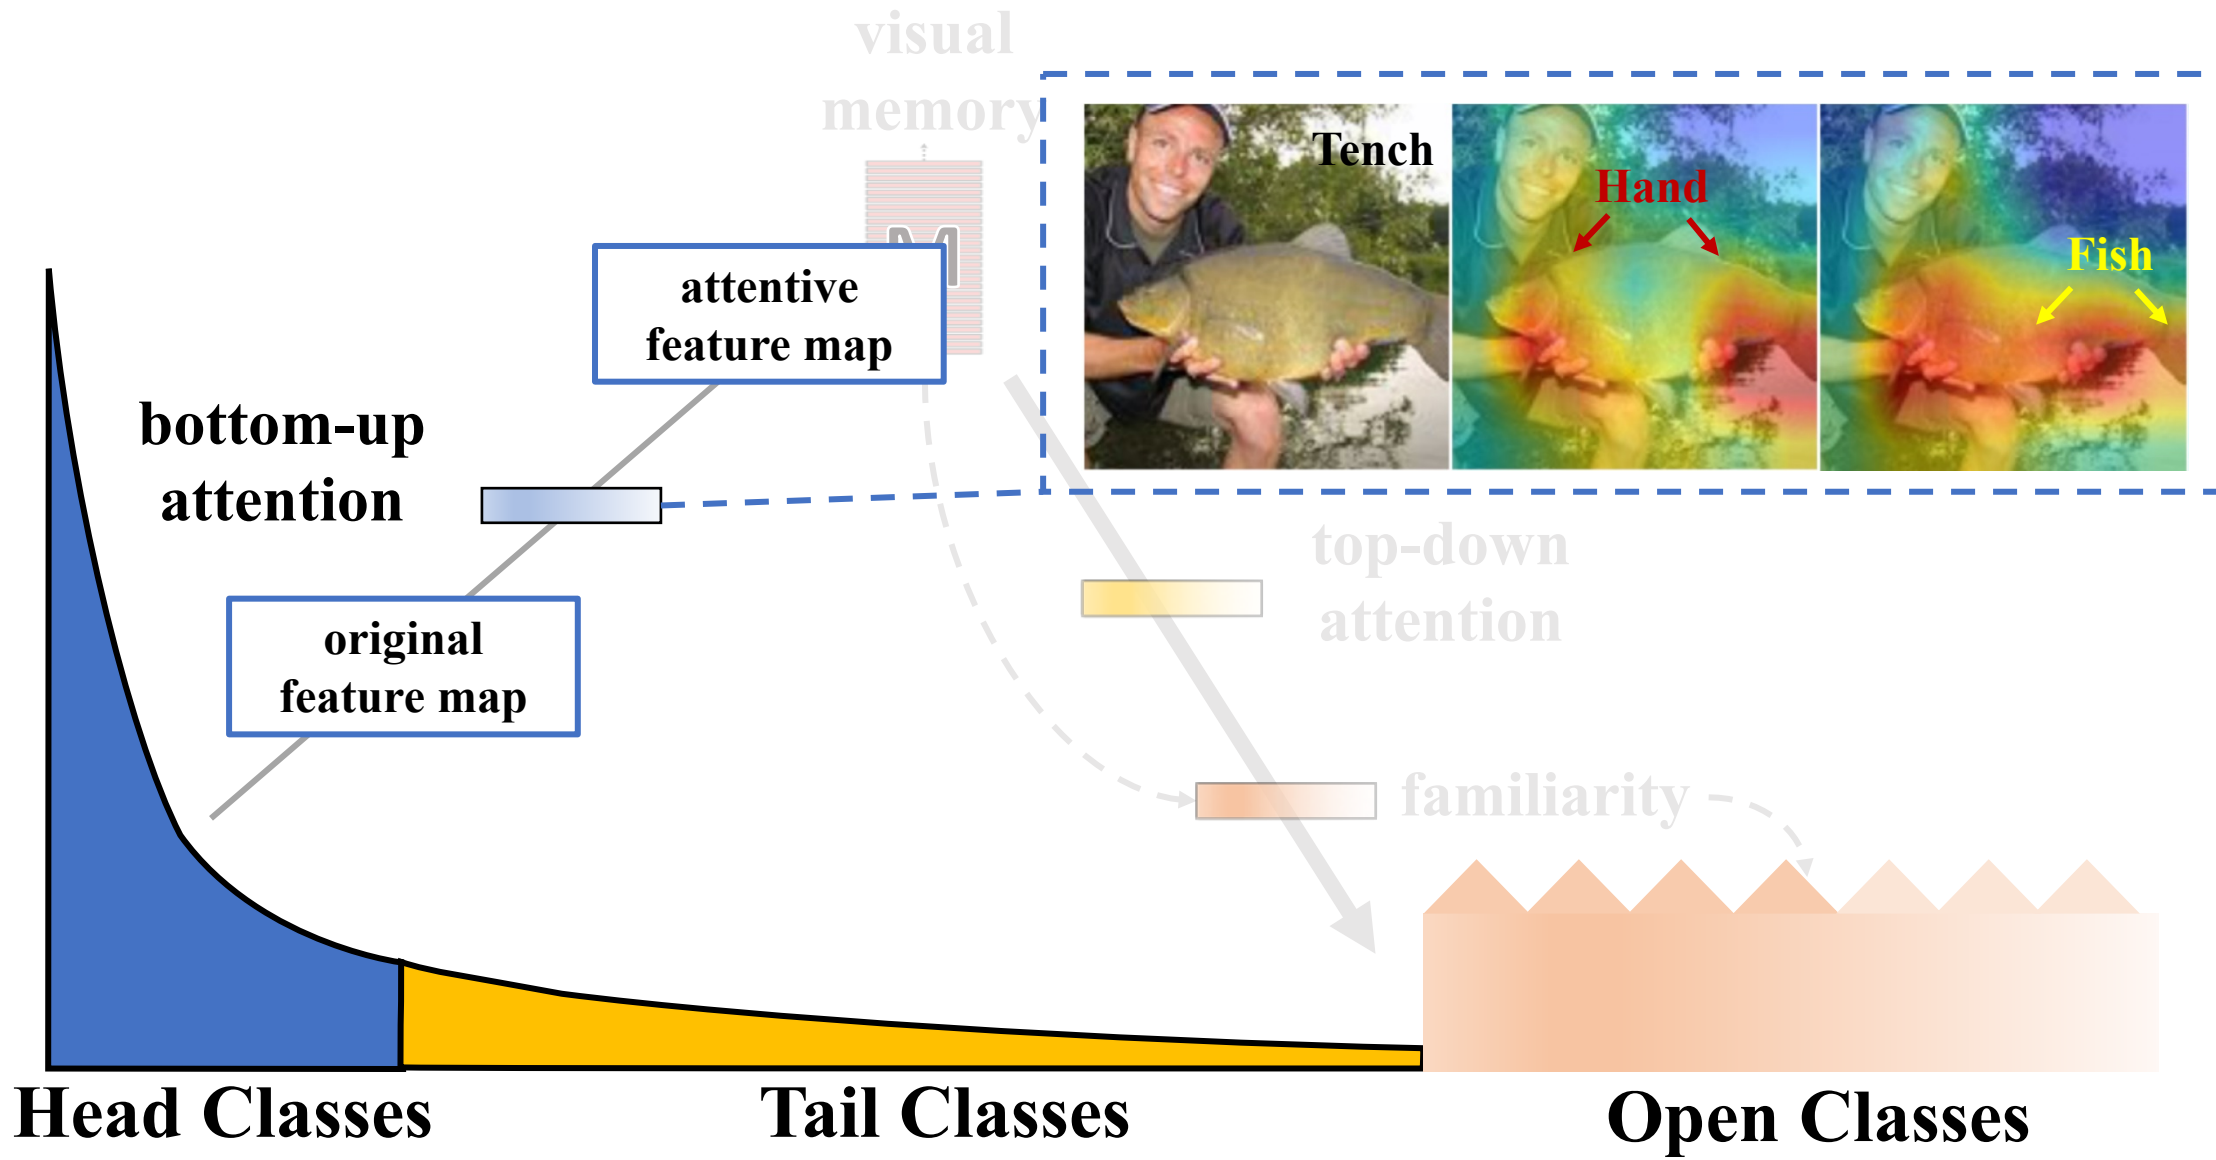 visual
memory
M
Tench
Hand
Fish
attentive
feature map
bottom-up
attention
original
feature map
top-down
attention
familiarity
Head Classes
Tail Classes
Open Classes